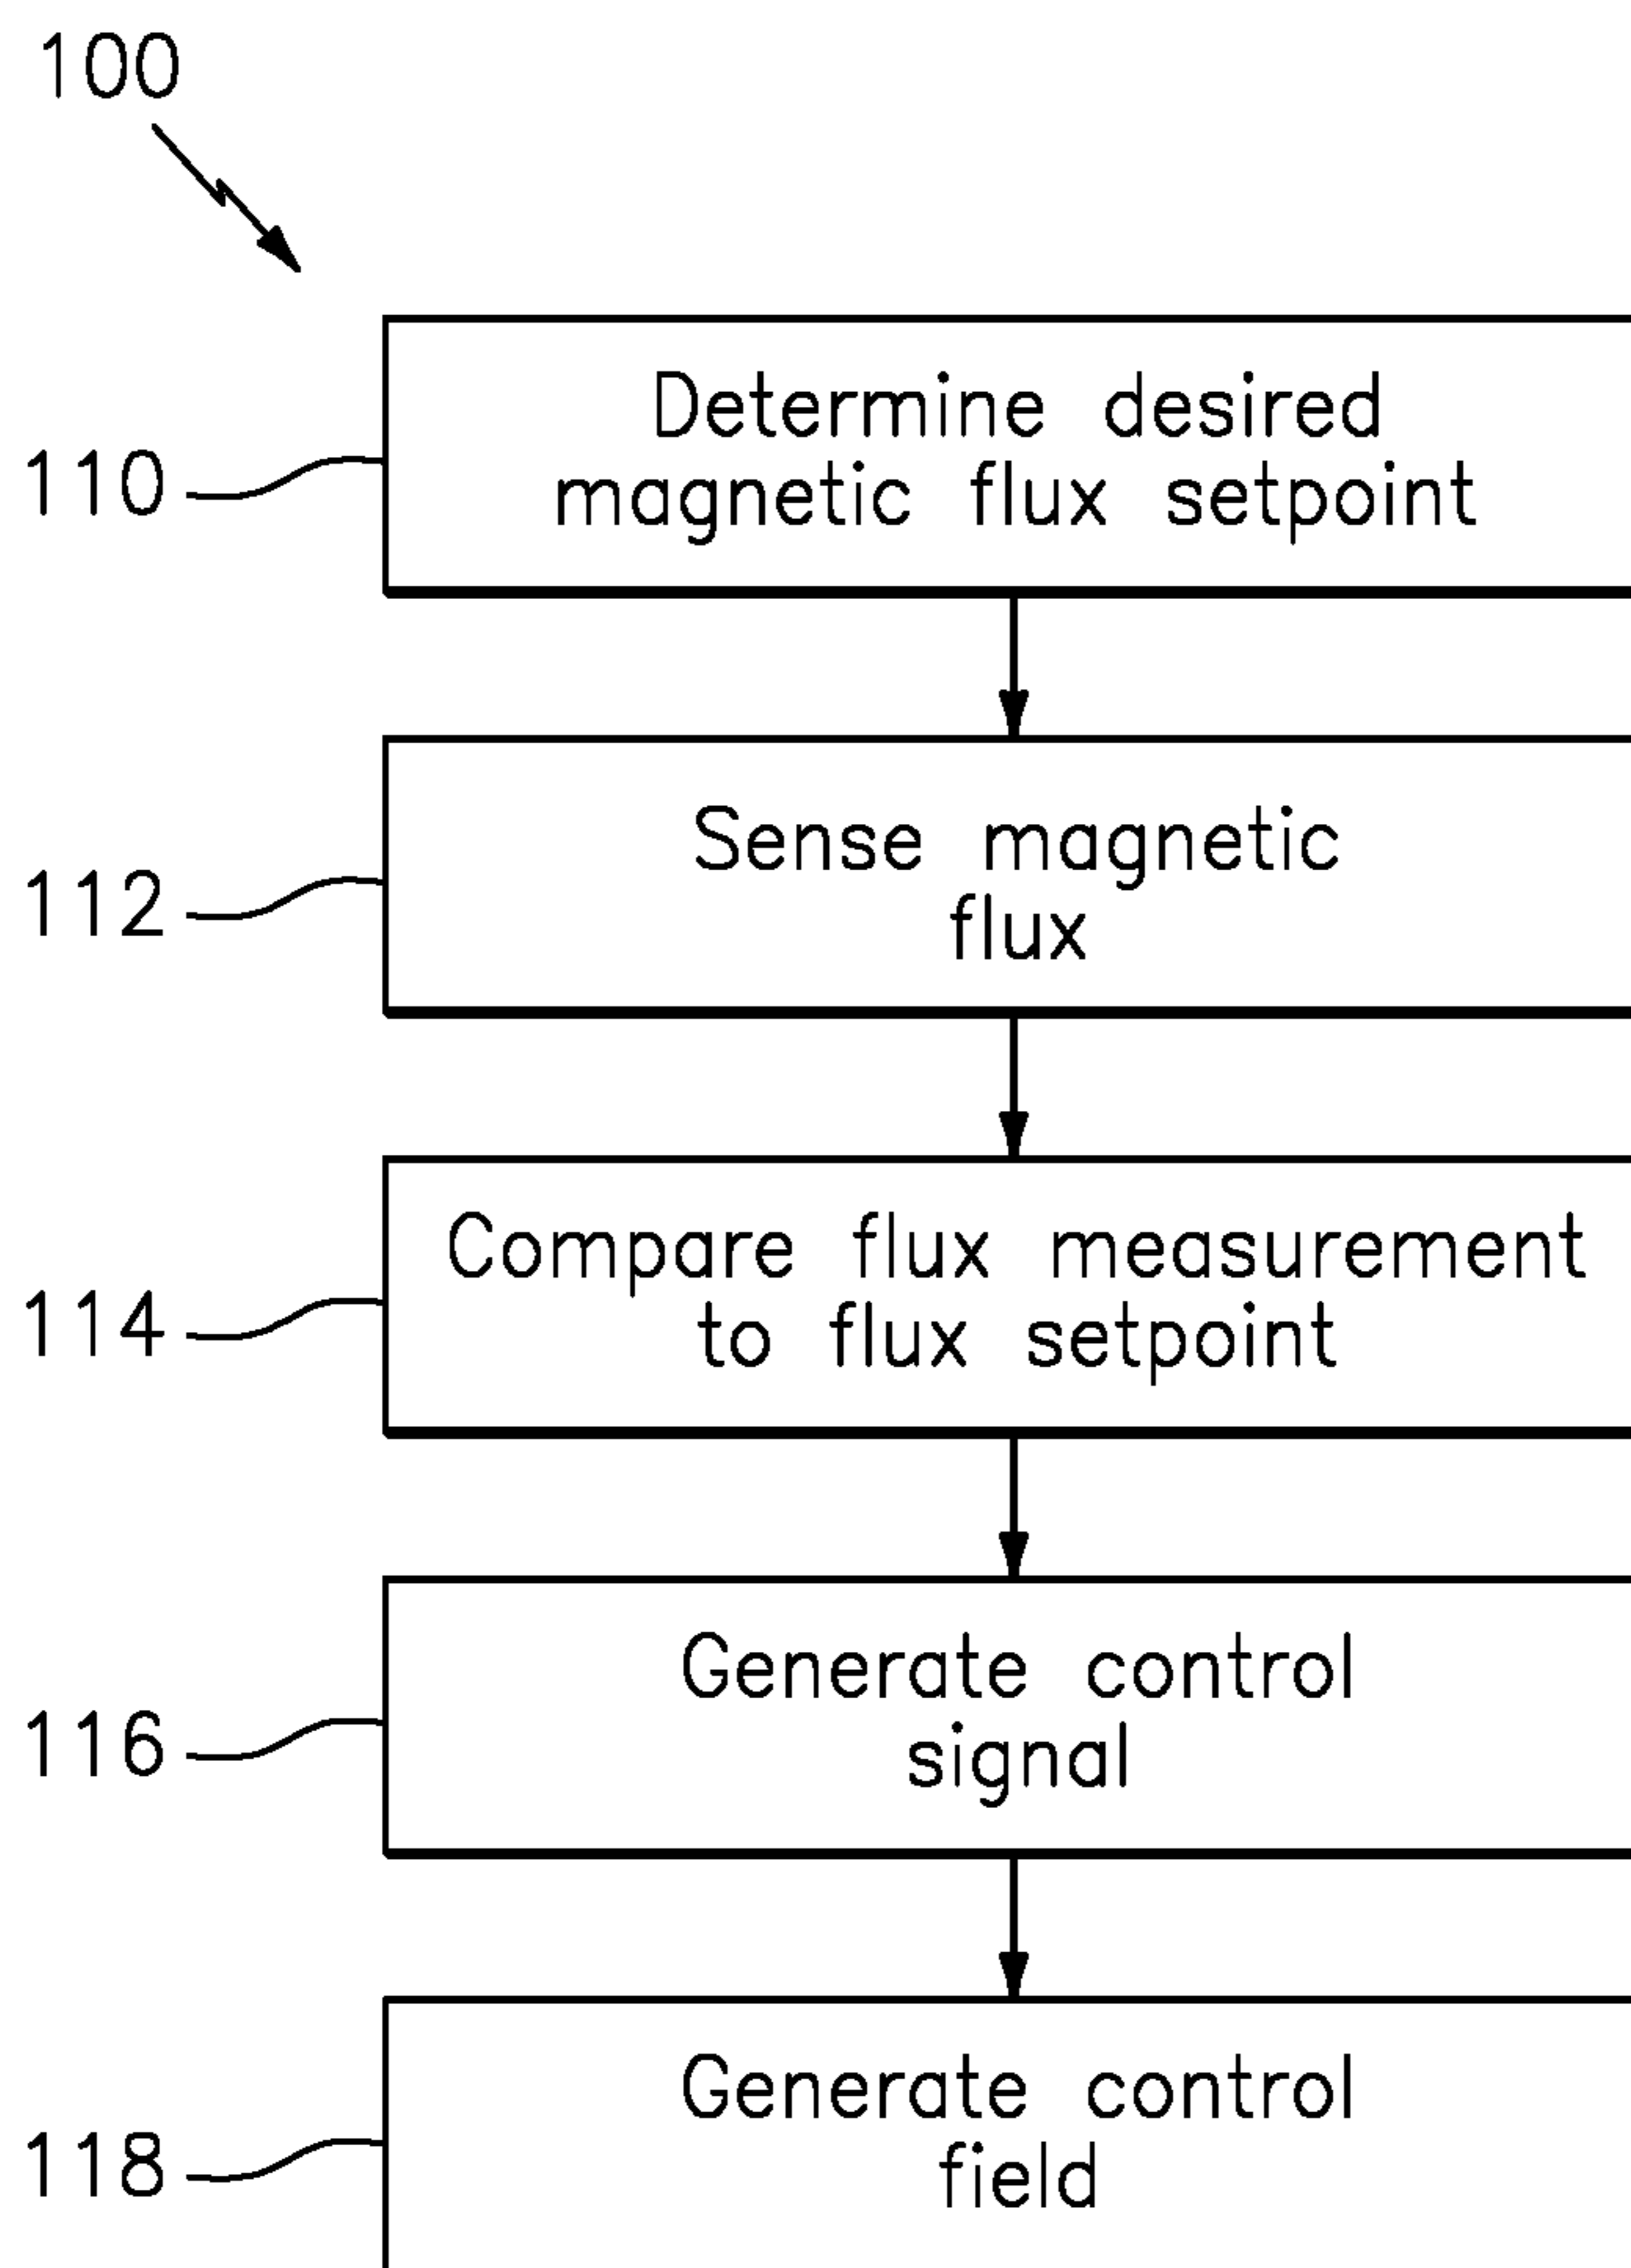 100
110
Determine desired
magnetic flux setpoint
112
Sense magnetic
flux
114
Compare flux measurement
to flux setpoint
116
Generate control
signal
118
Generate control
field